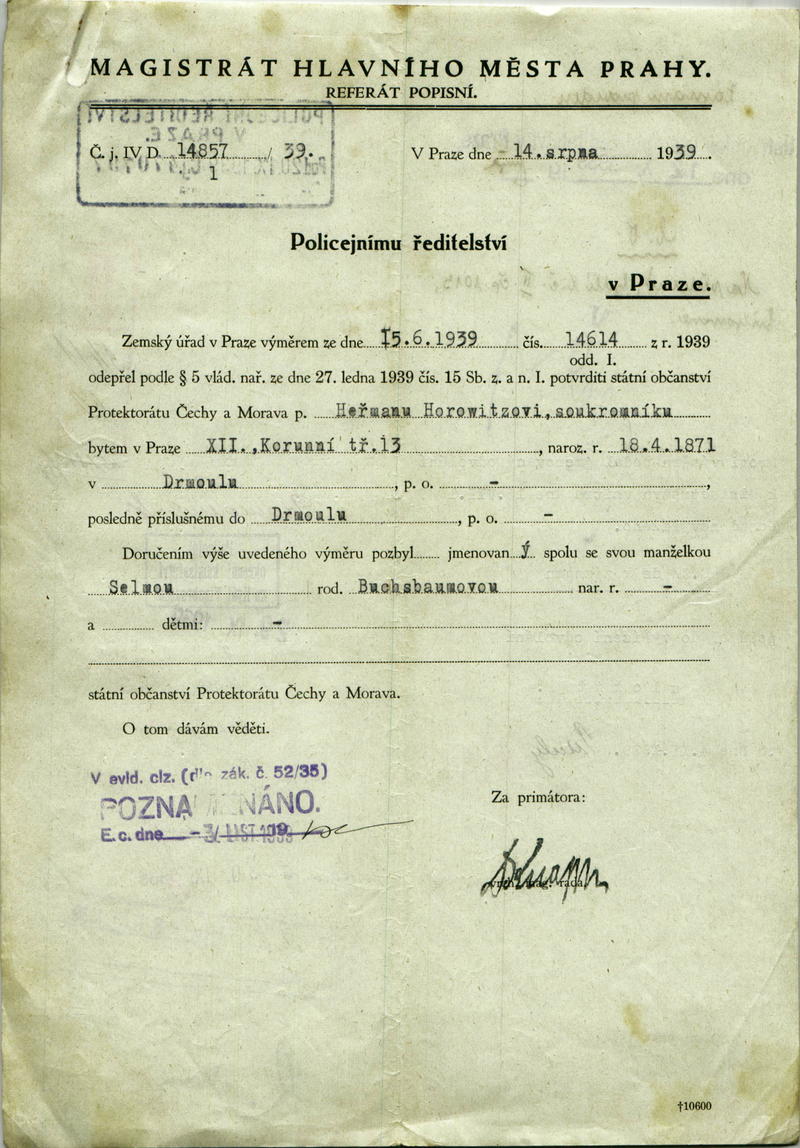 MAGISTRÁT HLAVNÍHO MĚSTA PRAHY.
REFERÁT POPISNÍ.
Č. j. IV D. 14857 / 39.
1
V Praze dne 14. srpna 1939.
Policejnímu ředitelství
v Praze.
Zemský úřad v Praze výměrem ze dne 15.6.1939 čís. 14614 z r. 1939
odd. I.
odepřel podle § 5 vlád. nař. ze dne 27. ledna 1939 čís. 15 Sb. z. a n. I. potvrditi státní občanství
Protektorátu Čechy a Morava p. Heřmanu Horowitzovi, soukromníku
bytem v Praze XII., Korunní tř. 13, naroz. r. 18.4.1871
v Drmoulu, p. o. -,
posledně příslušnému do Drmoulu, p. o. -
Doručením výše uvedeného výměru pozbyl jmenovaný spolu se svou manželkou
Selmou rod. Buchsbaumovou nar. r. -
a dětmi: -
státní občanství Protektorátu Čechy a Morava.
O tom dávám věděti.
V evid. ciz. (dle zák. č. 52/35)
POZNA NÁNO.
E. c. dne
Za primátora:
†10600